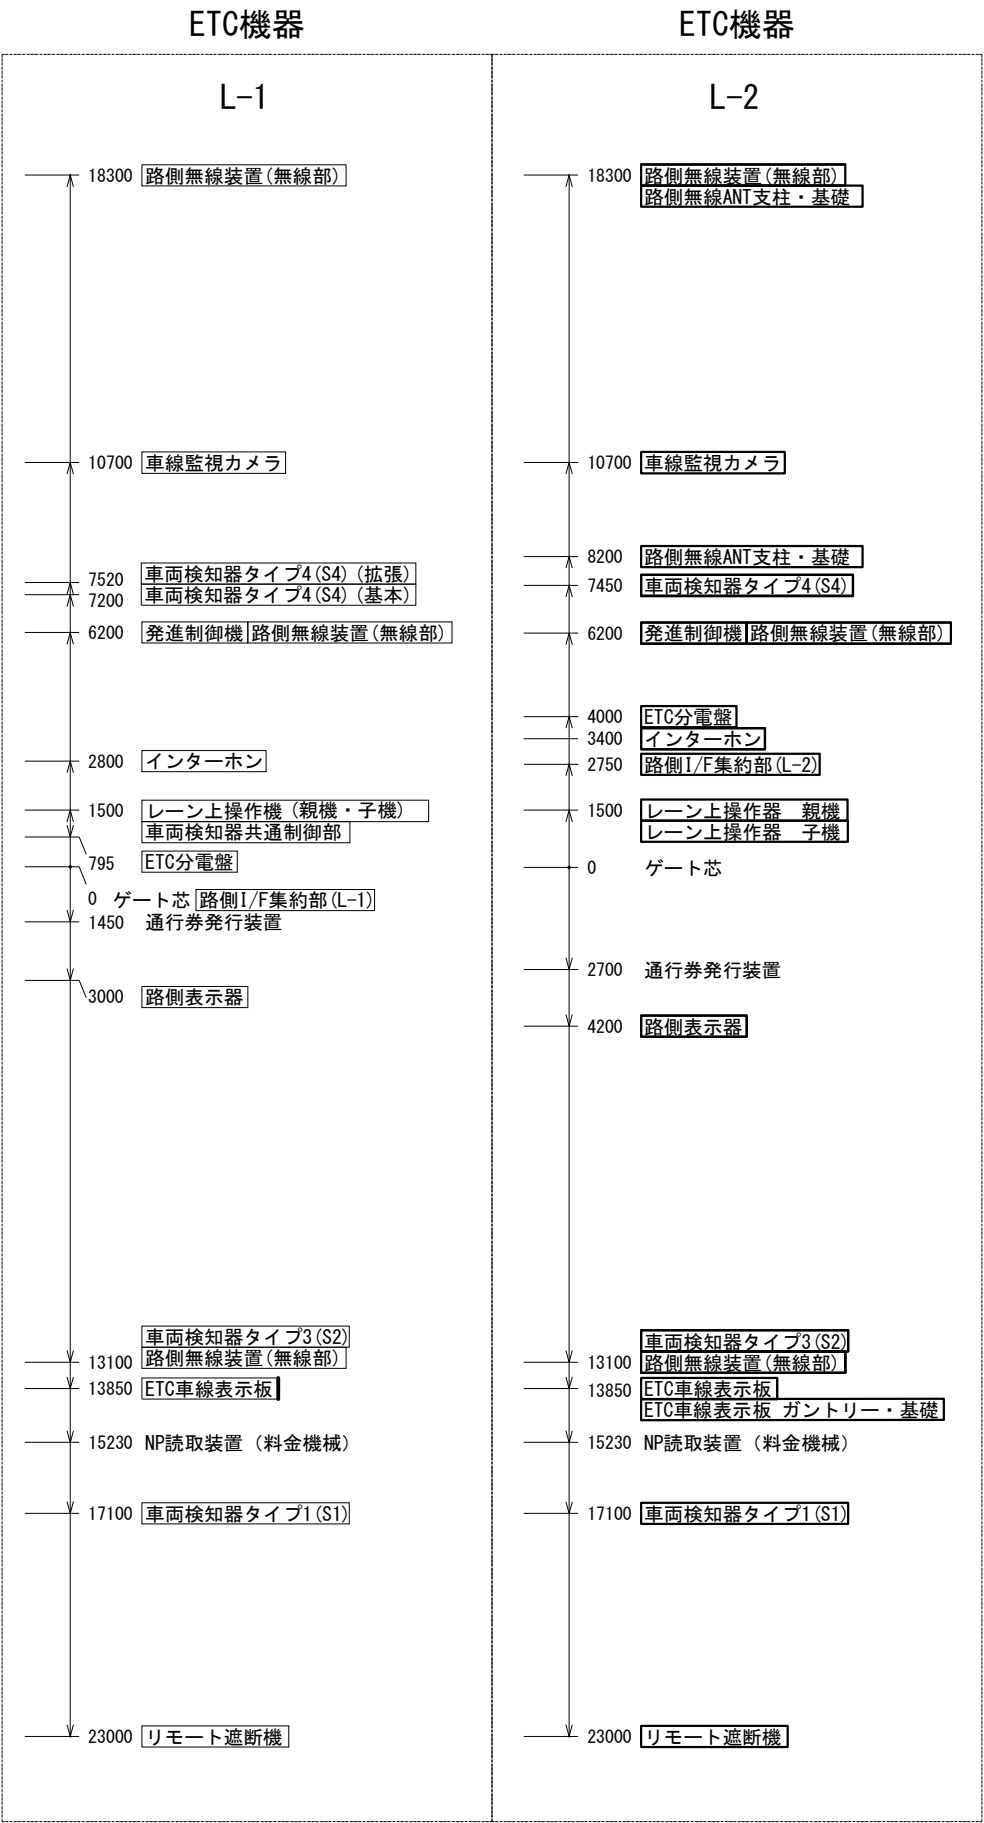 ETC機器
L-1
18300 路側無線装置(無線部)
10700 車線監視カメラ
7520 車両検知器タイプ4(S4)(拡張)
7200 車両検知器タイプ4(S4)(基本)
6200 発進制御機 路側無線装置(無線部)
2800 インターホン
1500 レーン上操作機（親機・子機）
車両検知器共通制御部
795 ETC分電盤
0 ゲート芯 路側I/F集約部(L-1)
1450 通行券発行装置
3000 路側表示器
車両検知器タイプ3(S2)
13100 路側無線装置(無線部)
13850 ETC車線表示板
15230 NP読取装置（料金機械）
17100 車両検知器タイプ1(S1)
23000 リモート遮断機
ETC機器
L-2
18300 路側無線装置(無線部)
路側無線ANT支柱・基礎
10700 車線監視カメラ
8200 路側無線ANT支柱・基礎
7450 車両検知器タイプ4(S4)
6200 発進制御機 路側無線装置(無線部)
4000 ETC分電盤
3400 インターホン
2750 路側I/F集約部(L-2)
1500 レーン上操作器　親機
レーン上操作器　子機
0 ゲート芯
2700 通行券発行装置
4200 路側表示器
車両検知器タイプ3(S2)
13100 路側無線装置(無線部)
13850 ETC車線表示板
ETC車線表示板 ガントリー・基礎
15230 NP読取装置（料金機械）
17100 車両検知器タイプ1(S1)
23000 リモート遮断機